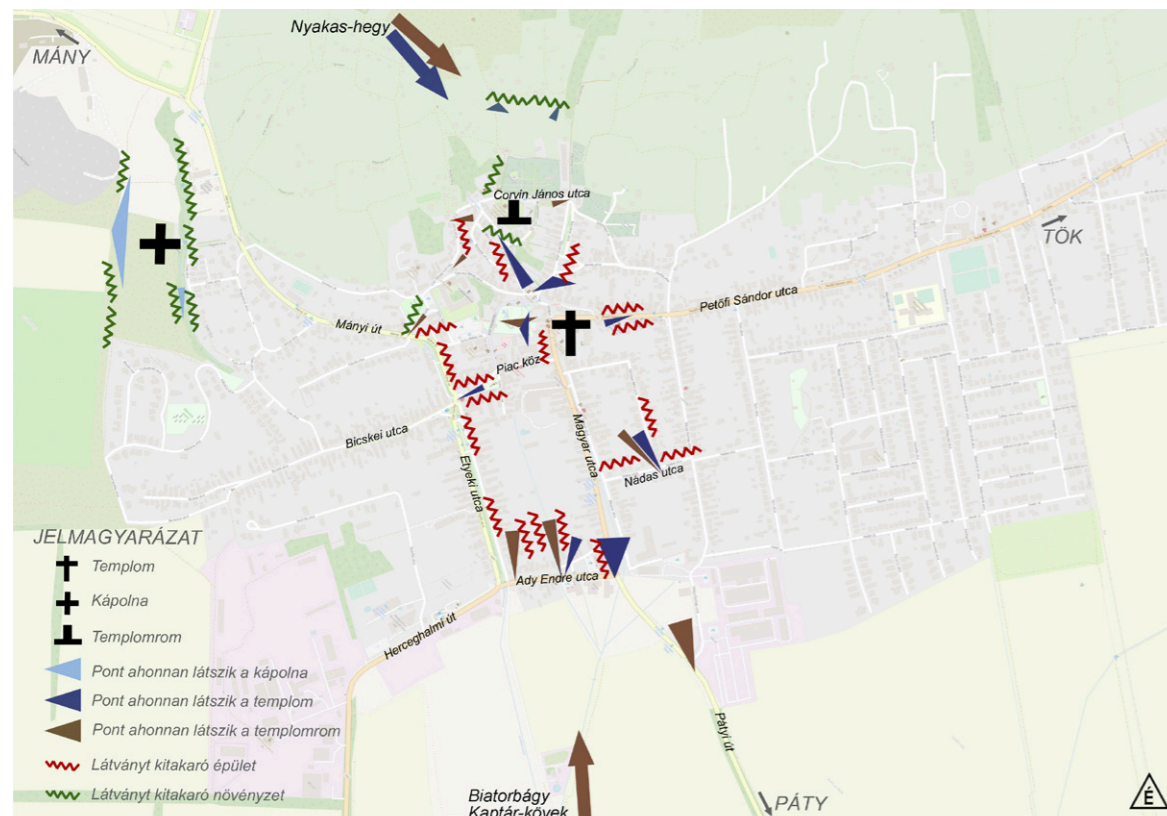 Nyakas-hegy
MÁNY
Corvin János utca
TÖK
Petőfi Sándor utca
Mányi út
Piac köz
Bicskei utca
Magyar utca
Etyeki utca
Nádas utca
Ady Endre utca
Herceghalmi út
Pátyi út
JELMAGYARÁZAT
Templom
Kápolna
Templomrom
Pont ahonnan látszik a kápolna
Pont ahonnan látszik a templom
Pont ahonnan látszik a templomrom
Látványt kitakaró épület
Látványt kitakaró növényzet
Biatorbágy
Kaptár-kövek
PÁTY
É